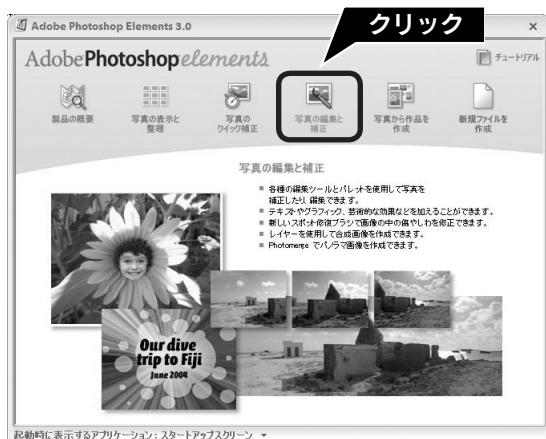 Adobe Photoshop Elements 3.0
クリック
Adobe Photoshop elements
チュートリアル
製品の概要
写真の表示と
整理
写真の
クイック補正
写真の編集と
補正
写真から作品を
作成
新規ファイルを
作成
写真の編集と補正
各種の編集ツールとパレットを使用して写真を
補正したり、編集できます。
テキストやグラフィック、芸術的な効果などを加えることができます。
新しいスポット修復ブラシで画像の中の傷やしわを修正できます。
レイヤーを使用して合成画像を作成できます。
Photomerge でパノラマ画像を作成できます。
Our dive
trip to Fiji
June 2004
起動時に表示するアプリケーション : スタートアップスクリーン